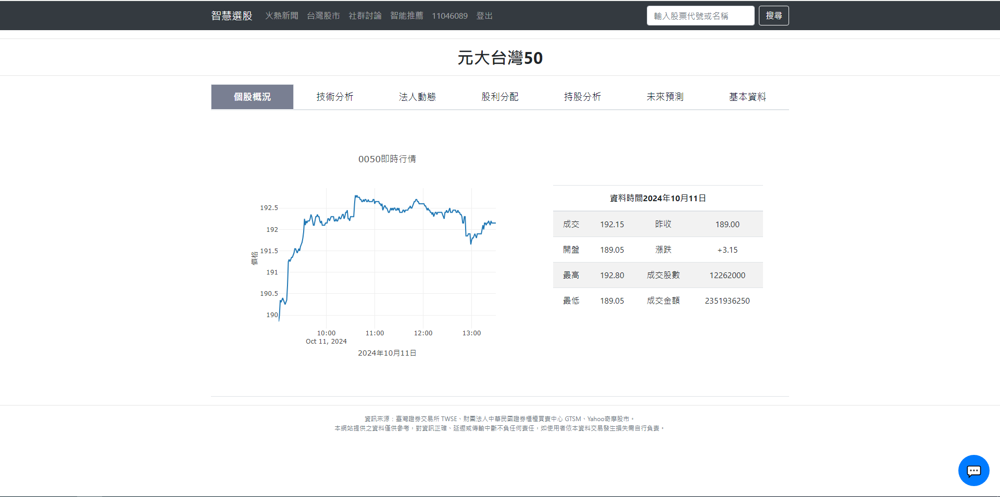 智慧選股 火熱新聞 台灣股市 社群討論 智能推薦 11046089 登出 輸入股票代號或名稱 搜尋
元大台灣50
個股概況 技術分析 法人動態 股利分配 持股分析 未來預測 基本資料
0050即時行情
192.5
192
191.5
191
190.5
190
價格
10:00 11:00 12:00 13:00
Oct 11, 2024
2024年10月11日
資料時間2024年10月11日
成交 192.15 昨收 189.00
開盤 189.05 漲跌 +3.15
最高 192.80 成交股數 12262000
最低 189.05 成交金額 2351936250
資訊來源：臺灣證券交易所 TWSE、財團法人中華民國證券櫃檯買賣中心 GTSM、Yahoo奇摩股市。
本網站提供之資料僅供參考，對資訊正確、延遲或傳輸中斷不負任何責任，如使用者依本資料交易發生損失需自行負責。